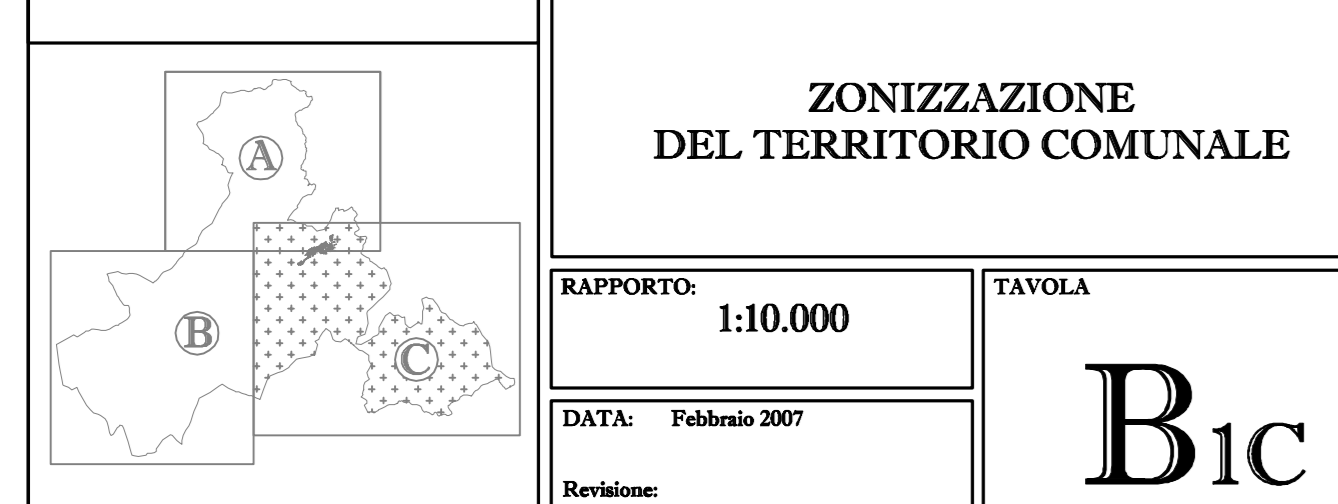 A
B
C
ZONIZZAZIONE
DEL TERRITORIO COMUNALE
RAPPORTO:
1:10.000
TAVOLA
B1C
DATA: Febbraio 2007
Revisione: